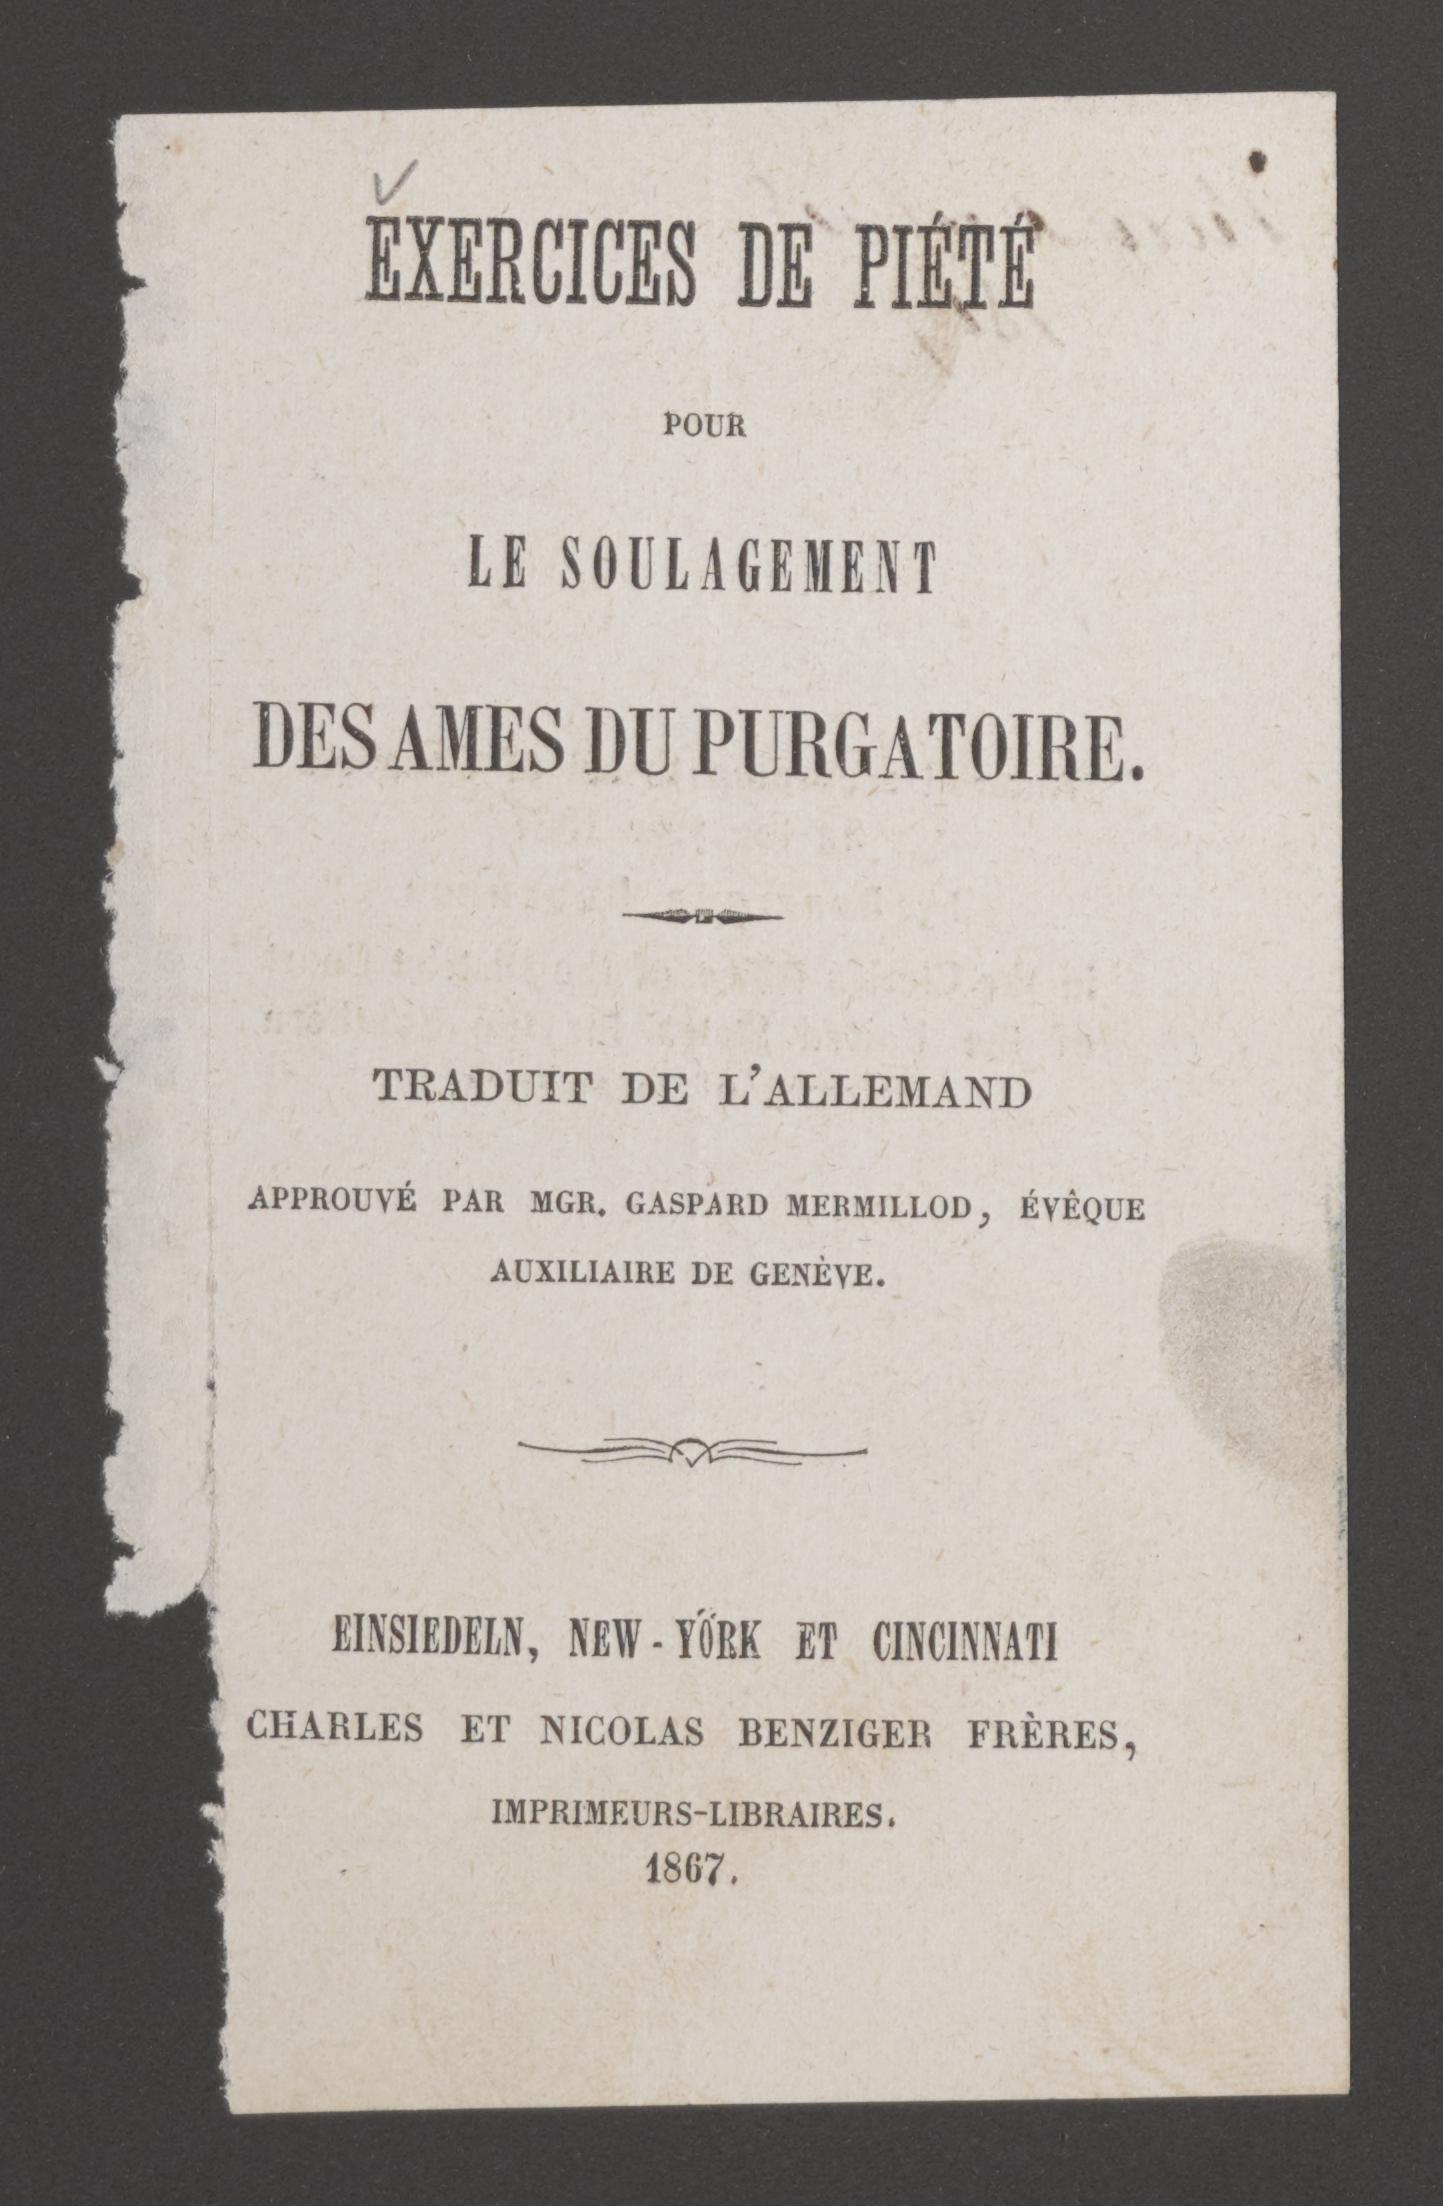 EXERCICES DE PIÉTÉ
POUR
LE SOULAGEMENT
DES AMES DU PURGATOIRE.
TRADUIT DE L'ALLEMAND
APPROUVÉ PAR MGR. GASPARD MERMILLOD, ÉVÊQUE
AUXILIAIRE DE GENÈVE.
EINSIEDELN, NEW-YORK ET CINCINNATI
CHARLES ET NICOLAS BENZIGER FRÈRES,
IMPRIMEURS-LIBRAIRES.
1867.